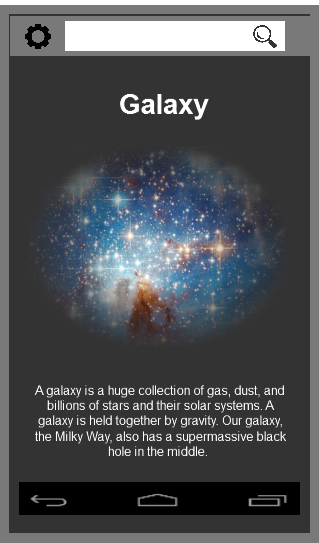 Galaxy
A galaxy is a huge collection of gas, dust, and
billions of stars and their solar systems. A
galaxy is held together by gravity. Our galaxy,
the Milky Way, also has a supermassive black
hole in the middle.